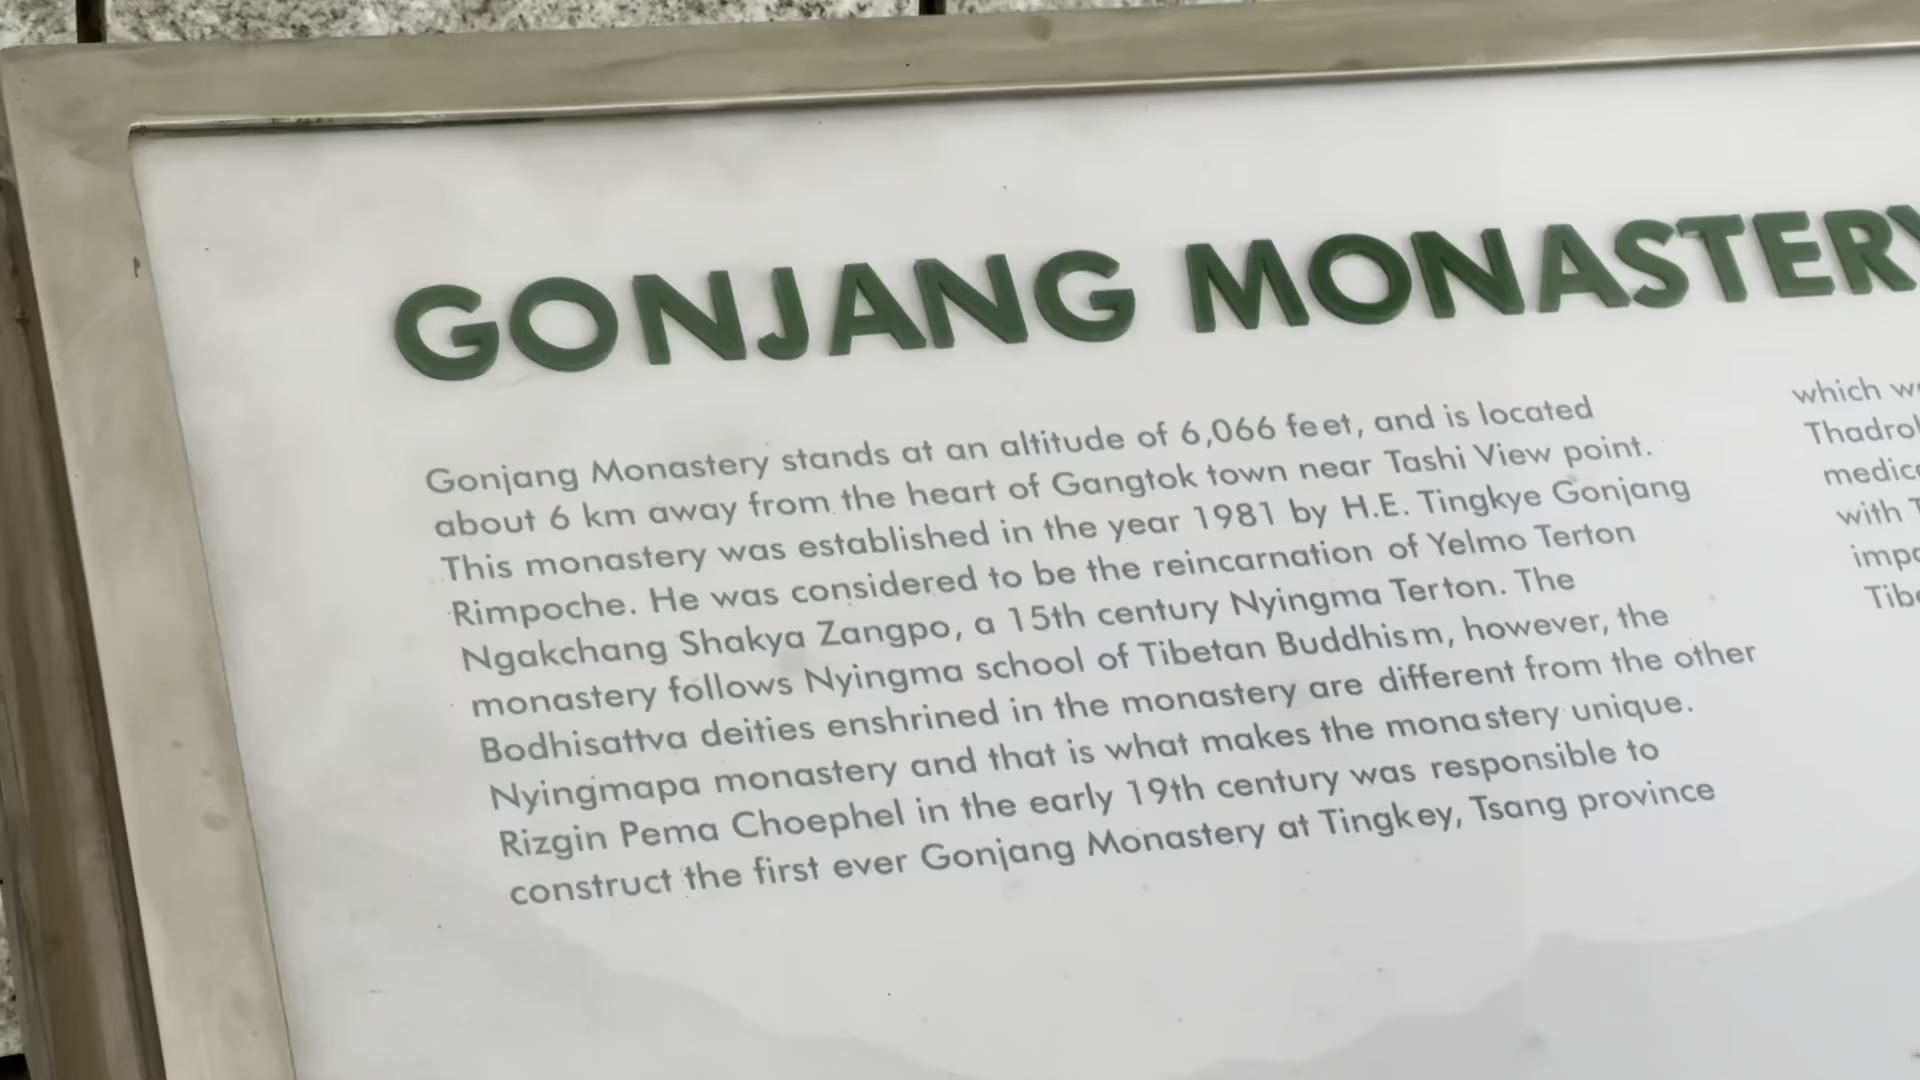 GONJANG MONASTERY
Gonjang Monastery stands at an altitude of 6,066 feet, and is located
about 6 km away from the heart of Gangtok town near Tashi View point.
This monastery was established in the year 1981 by H.E. Tingkye Gonjang
Rimpoche. He was considered to be the reincarnation of Yelmo Terton
Ngakchang Shakya Zangpo, a 15th century Nyingma Terton. The
monastery follows Nyingma school of Tibetan Buddhism, however, the
Bodhisattva deities enshrined in the monastery are different from the other
Nyingmapa monastery and that is what makes the monastery unique.
Rizgin Pema Choephel in the early 19th century was responsible to
construct the first ever Gonjang Monastery at Tingkey, Tsang province
which
with